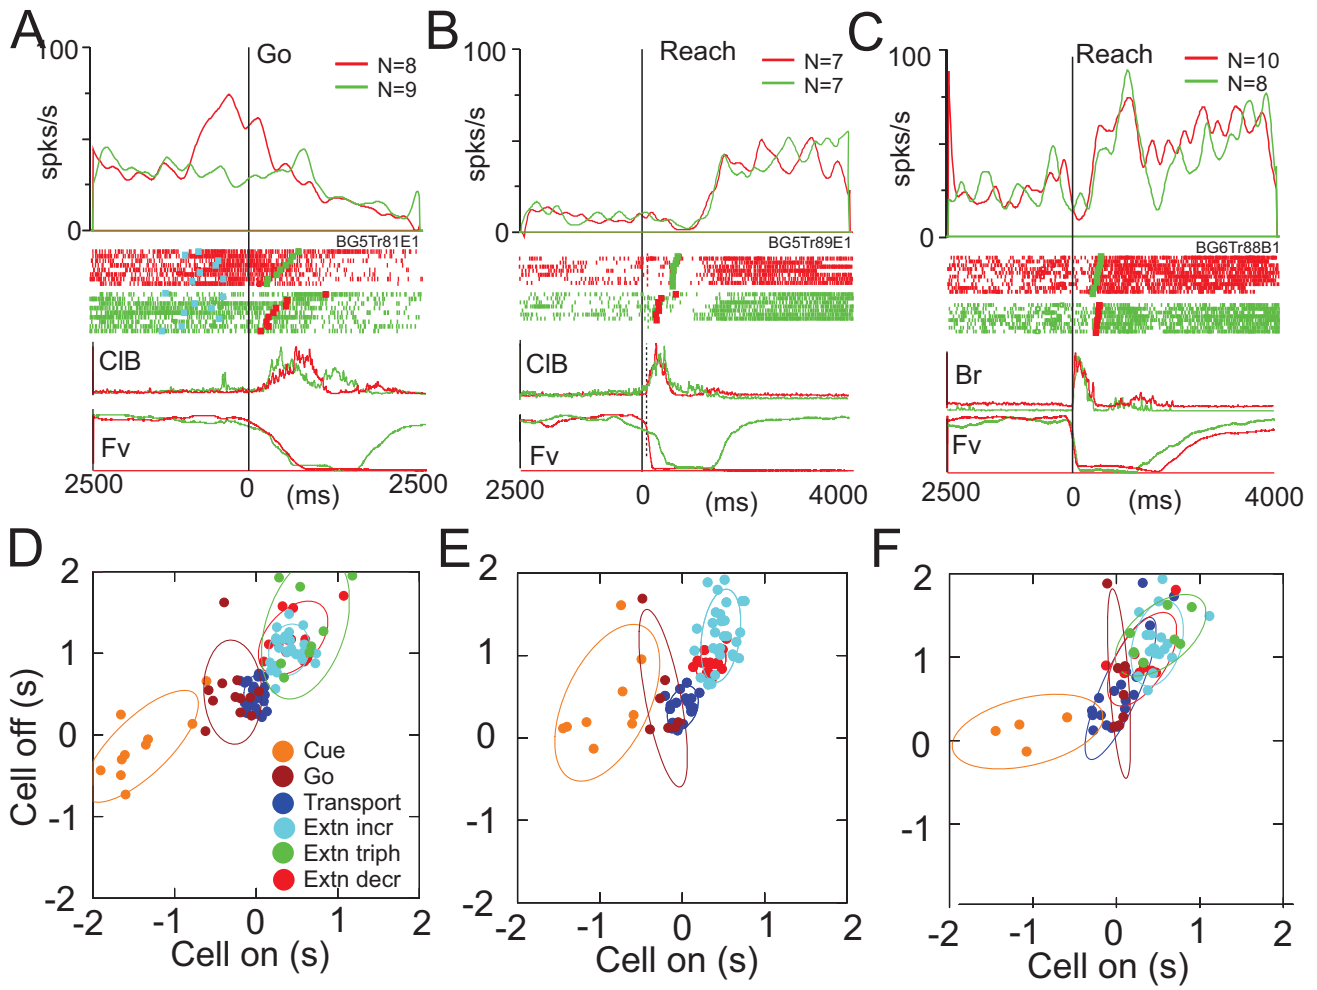 A
100
Go
N=8
N=9
spks/s
0
BG5Tr81E1
ClB
Fv
2500
0
(ms)
2500
B
100
Reach
N=7
N=7
spks/s
0
BG5Tr89E1
ClB
Fv
2500
0
(ms)
4000
C
100
Reach
N=10
N=8
spks/s
0
BG6Tr88B1
Br
Fv
2500
0
(ms)
4000
D
2
1
0
-1
-2
Cell off (s)
Cue
Go
Transport
Extn incr
Extn triph
Extn decr
-2
-1
0
1
2
Cell on (s)
E
2
1
0
-1
-2
-2
-1
0
1
2
Cell on (s)
F
2
1
0
-1
-2
-1
0
1
2
Cell on (s)